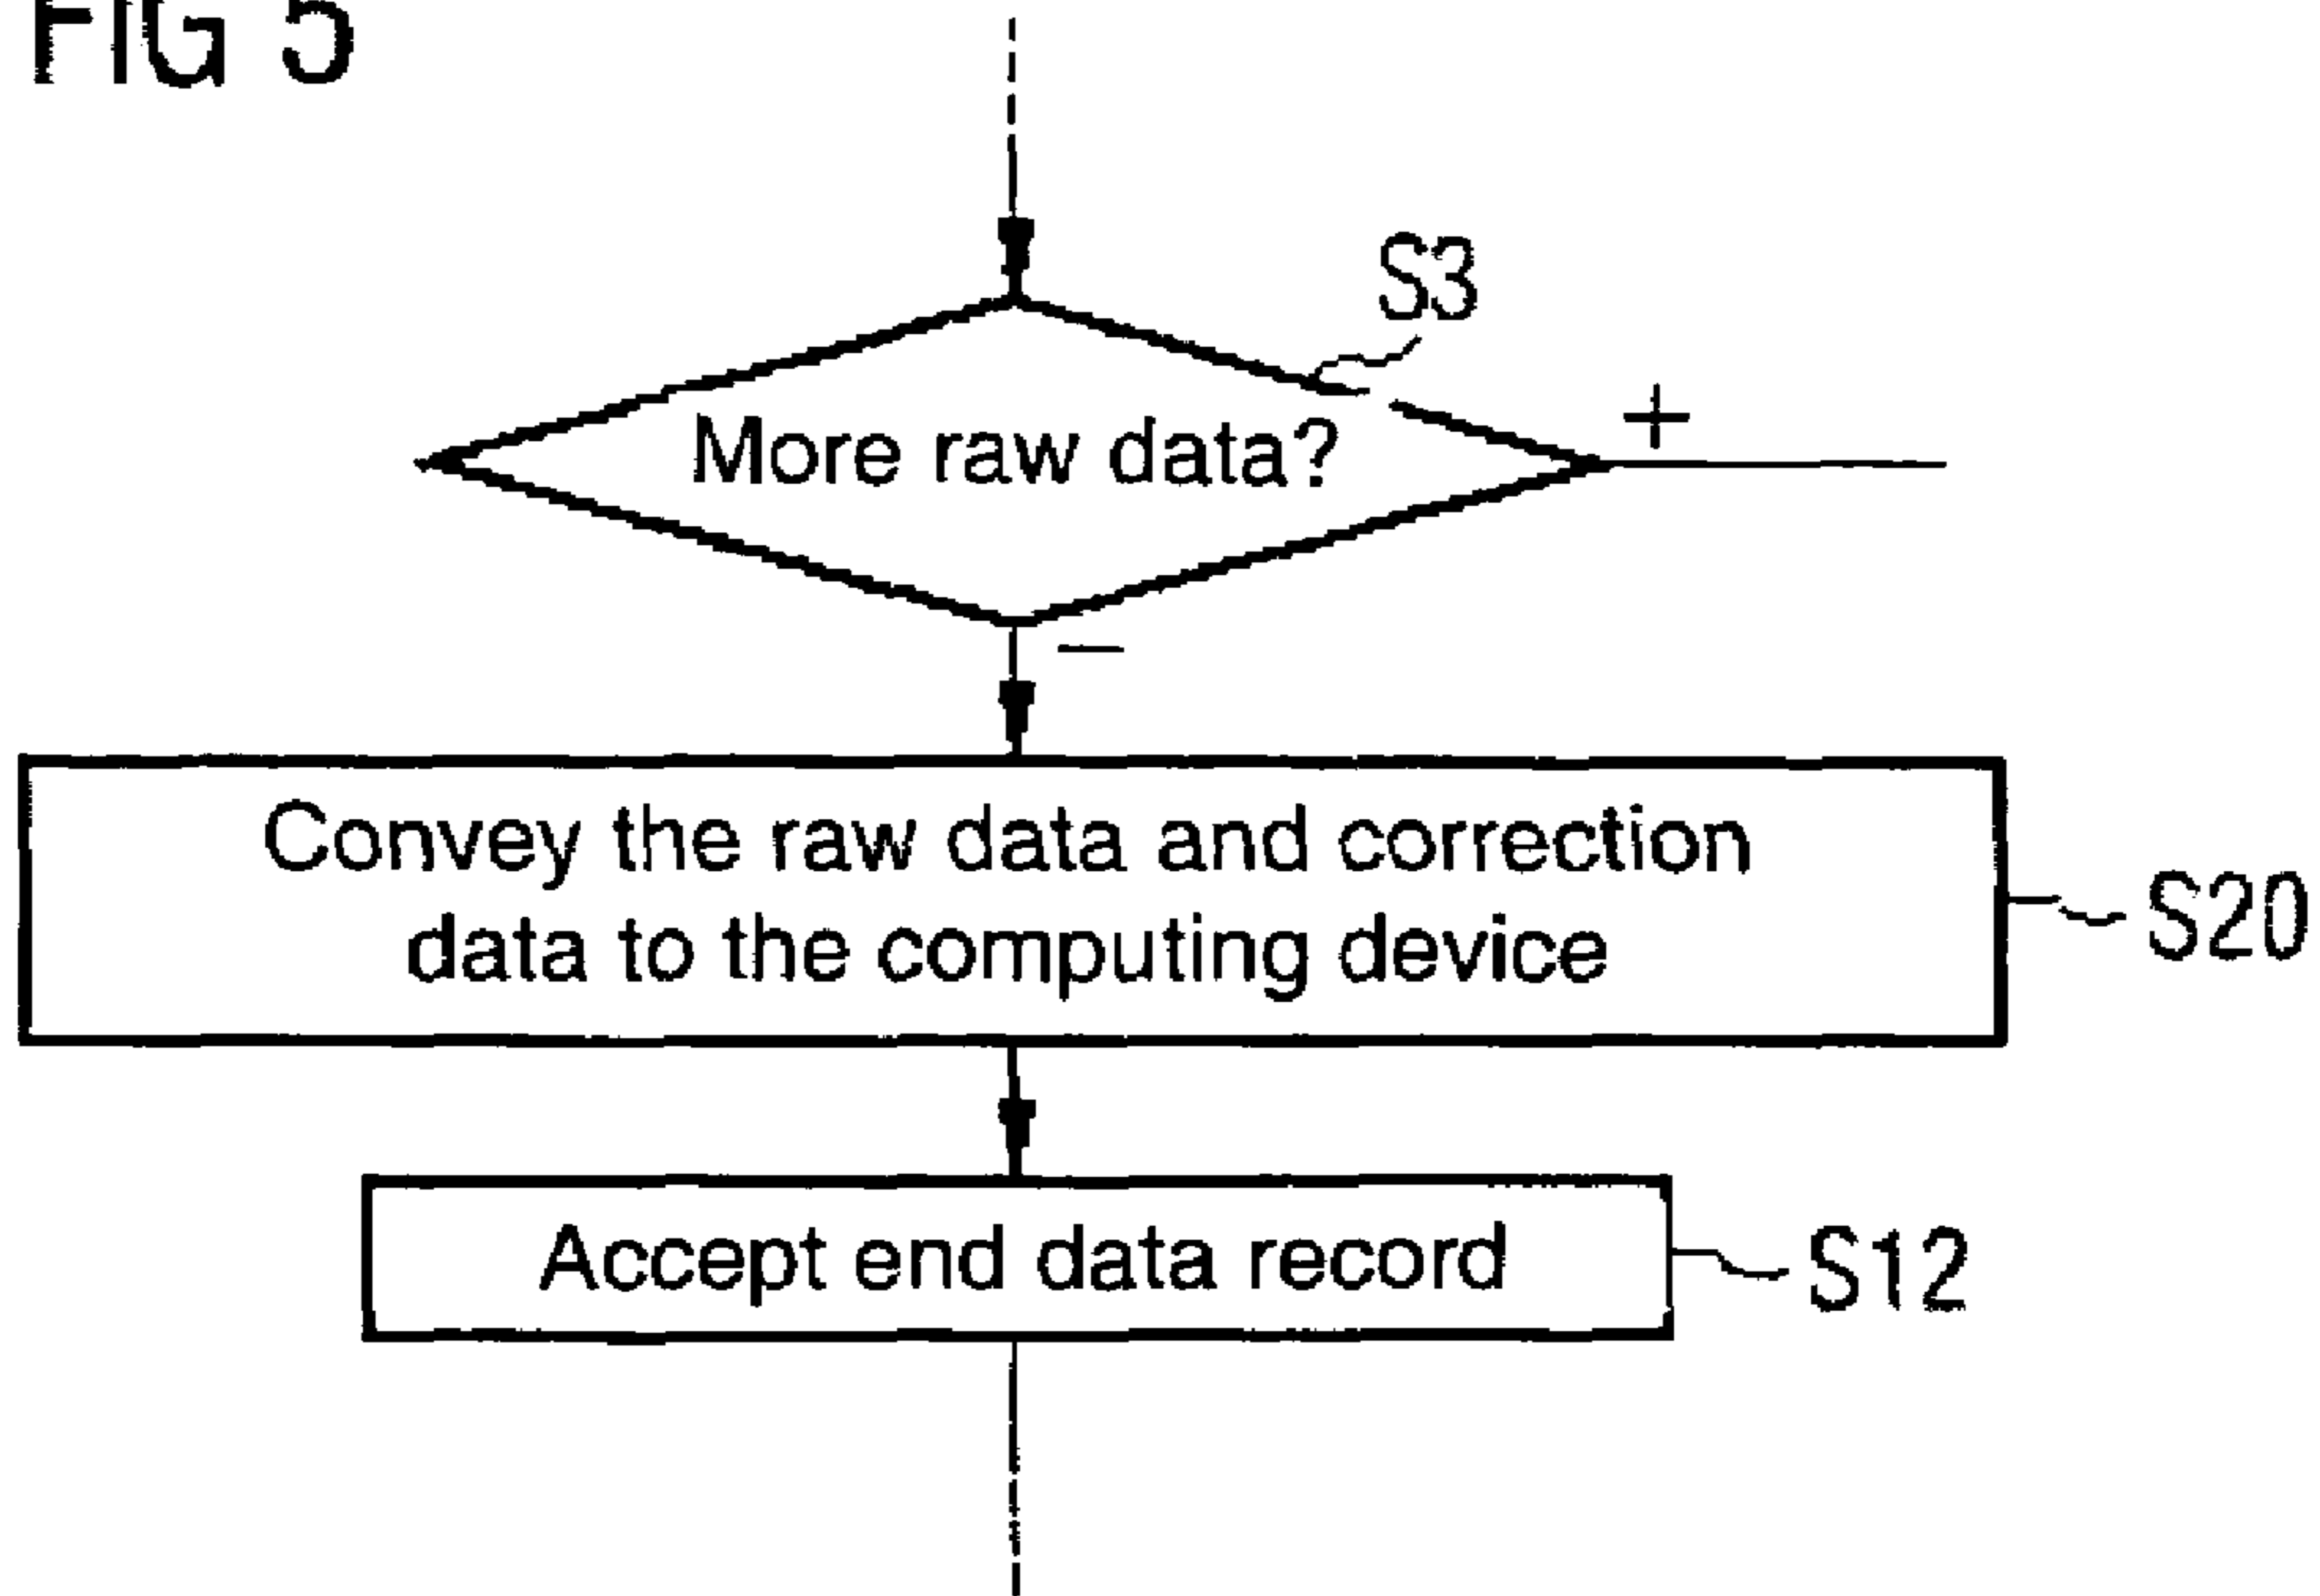 FIG 5
S3
More raw data?
+
−
Convey the raw data and correction
data to the computing device
S20
Accept end data record
S12